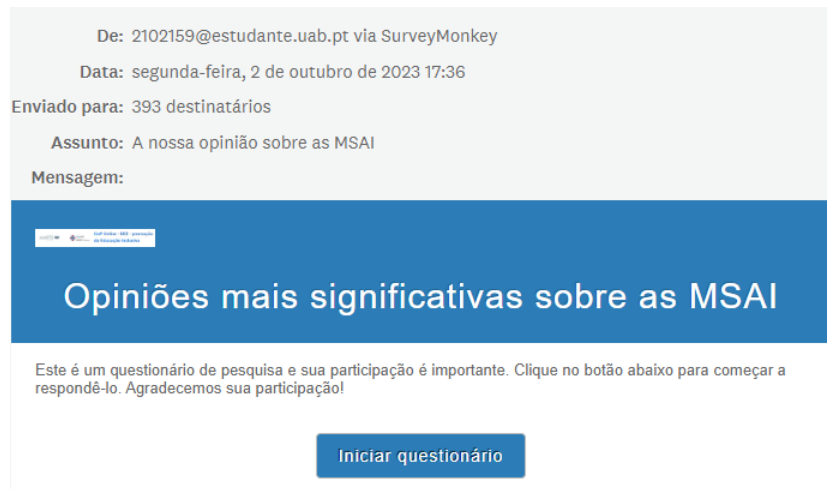 De: 2102159@estudante.uab.pt via SurveyMonkey
Data: segunda-feira, 2 de outubro de 2023 17:36
Enviado para: 393 destinatários
Assunto: A nossa opinião sobre as MSAI
Mensagem:
Opiniões mais significativas sobre as MSAI
Este é um questionário de pesquisa e sua participação é importante. Clique no botão abaixo para começar a
respondê-lo. Agradecemos sua participação!
Iniciar questionário